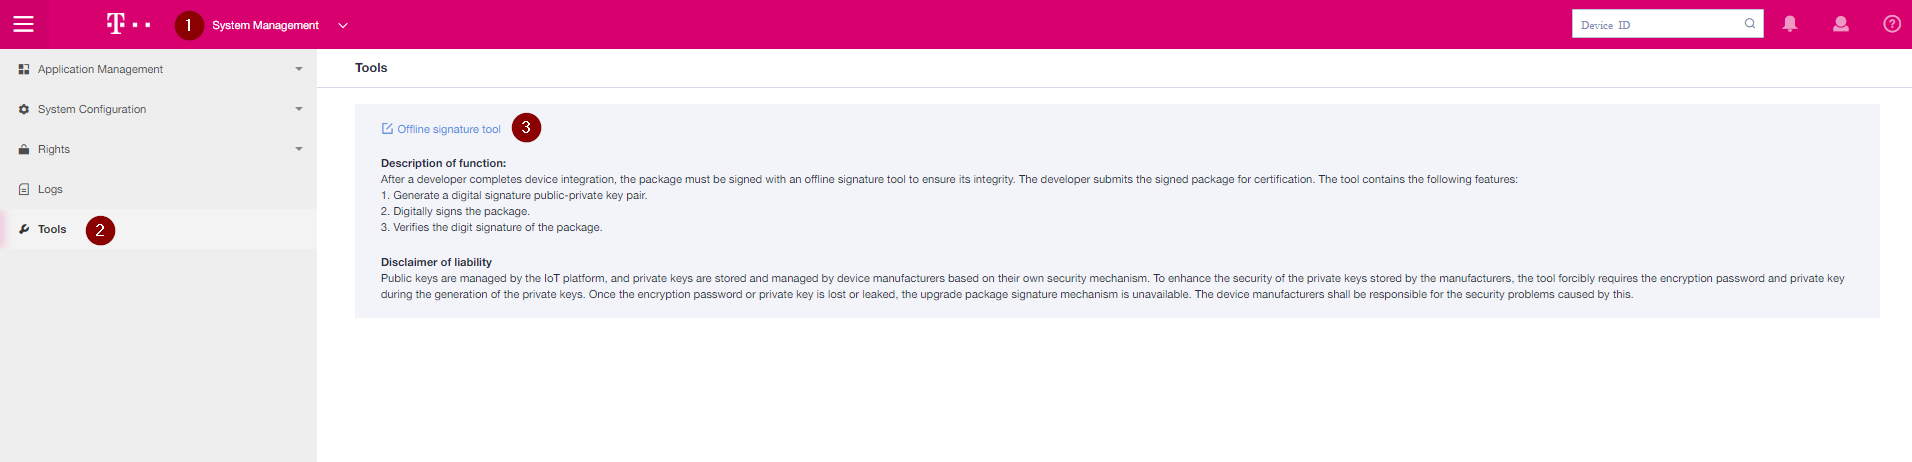 T
1
System Management
Device ID
Application Management
System Configuration
Rights
Logs
Tools
2
Tools
Offline signature tool
3
Description of function:
After a developer completes device integration, the package must be signed with an offline signature tool to ensure its integrity. The developer submits the signed package for certification. The tool contains the following features:
1. Generate a digital signature public-private key pair.
2. Digitally signs the package.
3. Verifies the digit signature of the package.
Disclaimer of liability
Public keys are managed by the IoT platform, and private keys are stored and managed by device manufacturers based on their own security mechanism. To enhance the security of the private keys stored by the manufacturers, the tool forcibly requires the encryption password and private key
during the generation of the private keys. Once the encryption password or private key is lost or leaked, the upgrade package signature mechanism is unavailable. The device manufacturers shall be responsible for the security problems caused by this.